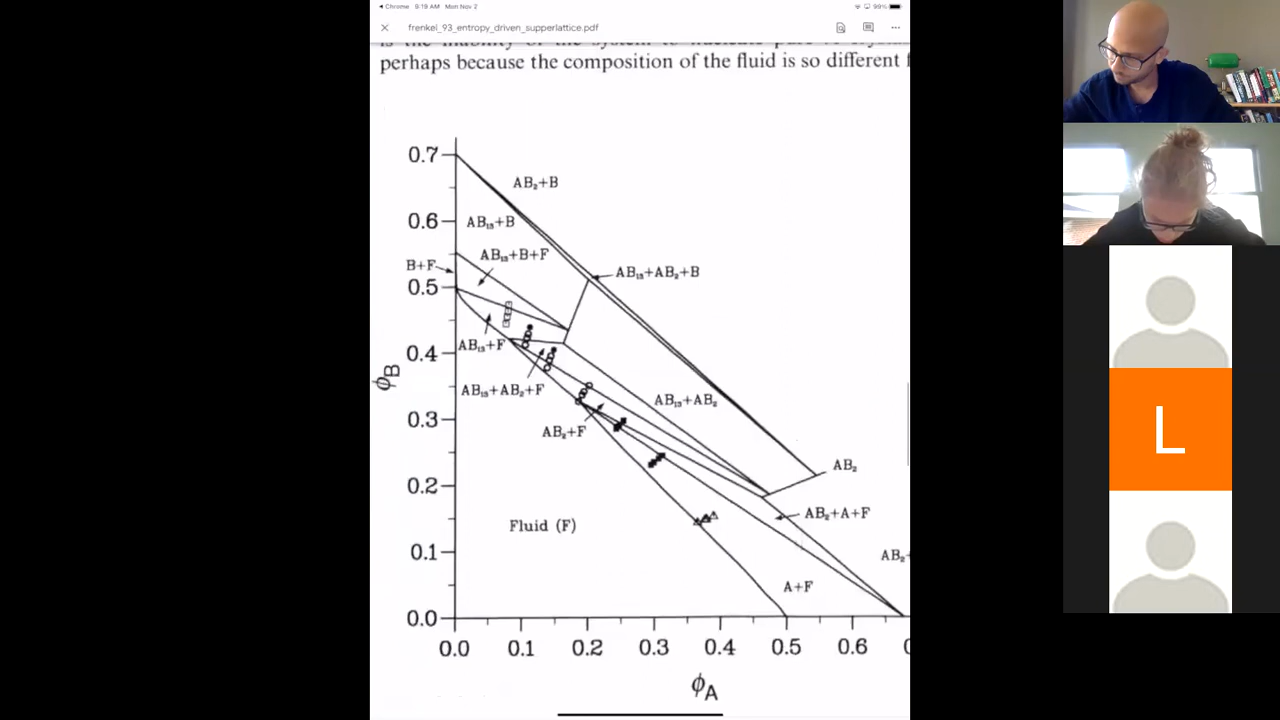 Chrome 9:19 AM Mon Nov 2 99%
frenkel_93_entropy_driven_supperlattice.pdf
perhaps because the composition of the fluid is so different
0.7
AB₂+B
0.6
AB₁₃+B
AB₁₃+B+F
B+F
AB₁₃+AB₂+B
0.5
AB₁₃+F
0.4
ϕB
AB₁₃+AB₂+F
AB₁₃+AB₂
0.3
AB₂+F
AB₂
0.2
AB₂+A+F
Fluid (F)
0.1
AB₂+
A+F
0.0
0.0 0.1 0.2 0.3 0.4 0.5 0.6
ϕA
L